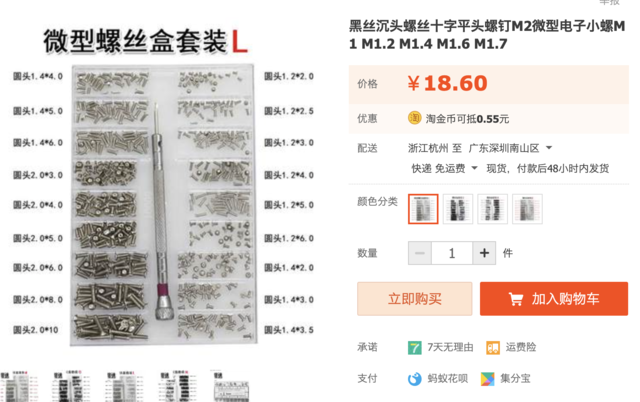 微型螺丝盒套装L
圆头1.4*4.0
圆头1.4*5.0
圆头1.4*6.0
圆头2.0*3.0
圆头2.0*4.0
圆头2.0*5.0
圆头2.0*6.0
圆头2.0*8.0
圆头2.0*10
圆头1.2*2.0
圆头1.2*2.5
圆头1.2*3.0
圆头1.2*4.0
圆头1.2*5.0
圆头1.2*6.0
圆头1.4*2.0
圆头1.4*3.0
圆头1.4*3.5
举报
黑丝沉头螺丝十字平头螺钉M2微型电子小螺M
1 M1.2 M1.4 M1.6 M1.7
价格 ¥18.60
优惠 淘金币可抵0.55元
配送 浙江杭州 至 广东深圳南山区
快递 免运费 现货，付款后48小时内发货
颜色分类
数量 − 1 + 件
立即购买 加入购物车
承诺 7 7天无理由 运费险
支付 蚂蚁花呗 集分宝